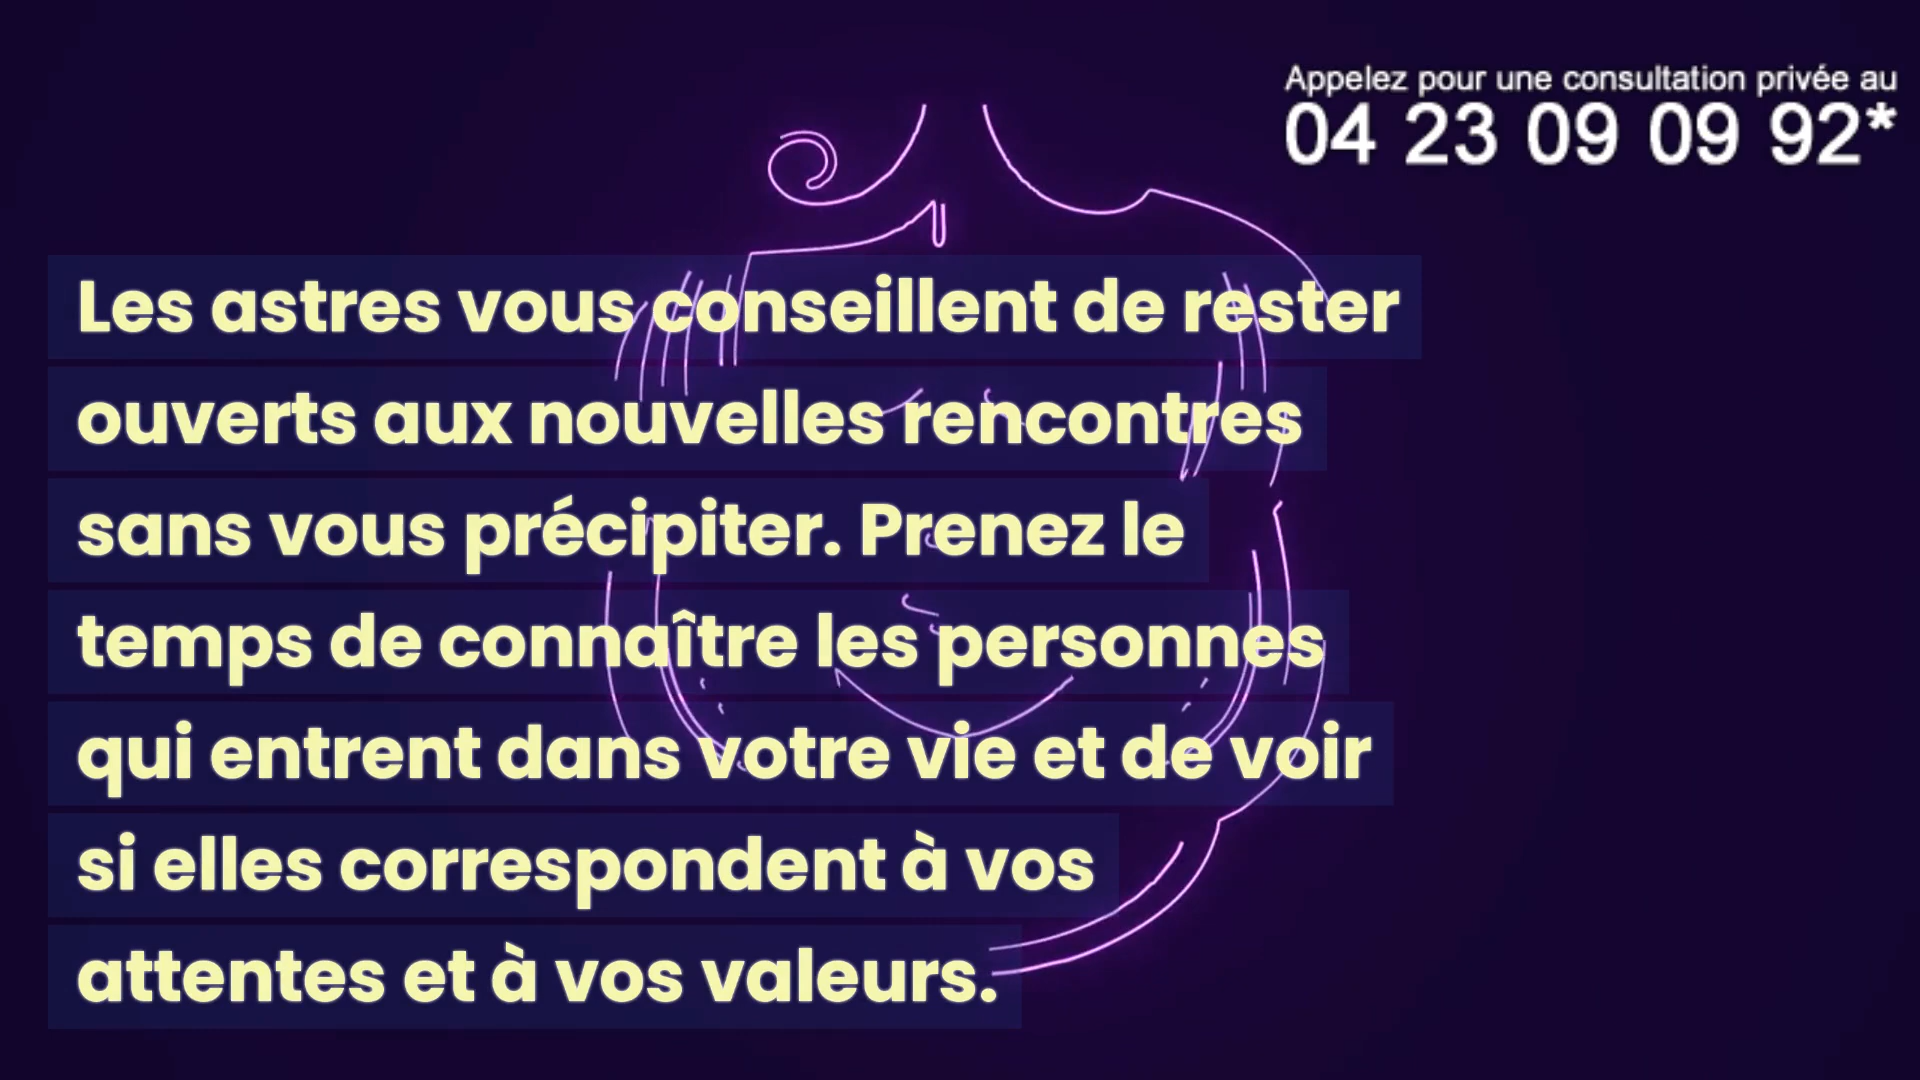 Appelez pour une consultation privée au
04 23 09 09 92*
Les astres vous conseillent de rester
ouverts aux nouvelles rencontres
sans vous précipiter. Prenez le
temps de connaître les personnes
qui entrent dans votre vie et de voir
si elles correspondent à vos
attentes et à vos valeurs.